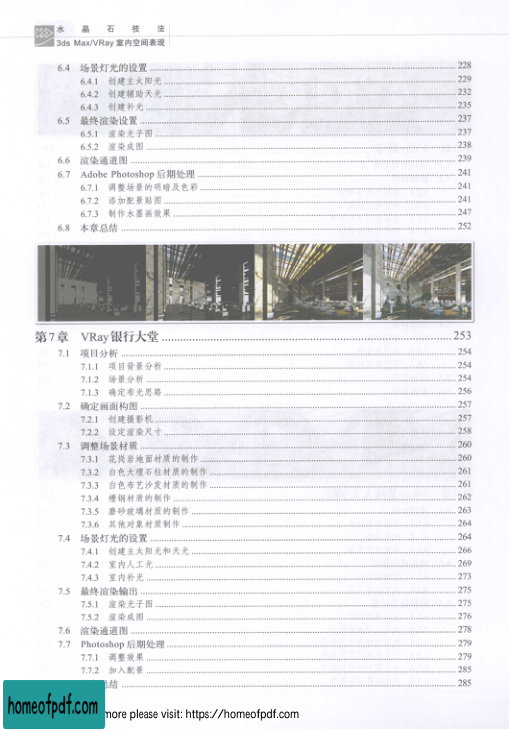 水 晶 石 技 法
3ds Max/VRay 室内空间表现
6.4 场景灯光的设置 228
6.4.1 创建主太阳光 229
6.4.2 创建辅助天光 232
6.4.3 创建补光 235
6.5 最终渲染设置 237
6.5.1 渲染光子图 237
6.5.2 渲染成图 238
6.6 渲染通道图 239
6.7 Adobe Photoshop 后期处理 241
6.7.1 调整场景的明暗及色彩 241
6.7.2 添加配景贴图 241
6.7.3 制作水墨画效果 247
6.8 本章总结 252
第 7 章 VRay 银行大堂 253
7.1 项目分析 254
7.1.1 项目背景分析 254
7.1.2 场景分析 254
7.1.3 确定布光思路 256
7.2 确定画面构图 257
7.2.1 创建摄影机 257
7.2.2 设定渲染尺寸 258
7.3 调整场景材质 260
7.3.1 花岗岩地面材质的制作 260
7.3.2 白色大理石柱材质的制作 261
7.3.3 白色布艺沙发材质的制作 261
7.3.4 槽钢材质的制作 262
7.3.5 磨砂玻璃材质的制作 263
7.3.6 其他对象材质制作 264
7.4 场景灯光的设置 264
7.4.1 创建主太阳光和天光 266
7.4.2 室内人工光 269
7.4.3 室内补光 273
7.5 最终渲染输出 275
7.5.1 渲染光子图 275
7.5.2 渲染成图 276
7.6 渲染通道图 278
7.7 Photoshop 后期处理 279
7.7.1 调整效果 279
7.7.2 加入配景 285
总结 285
homeofpdf.com
more please visit: https://homeofpdf.com